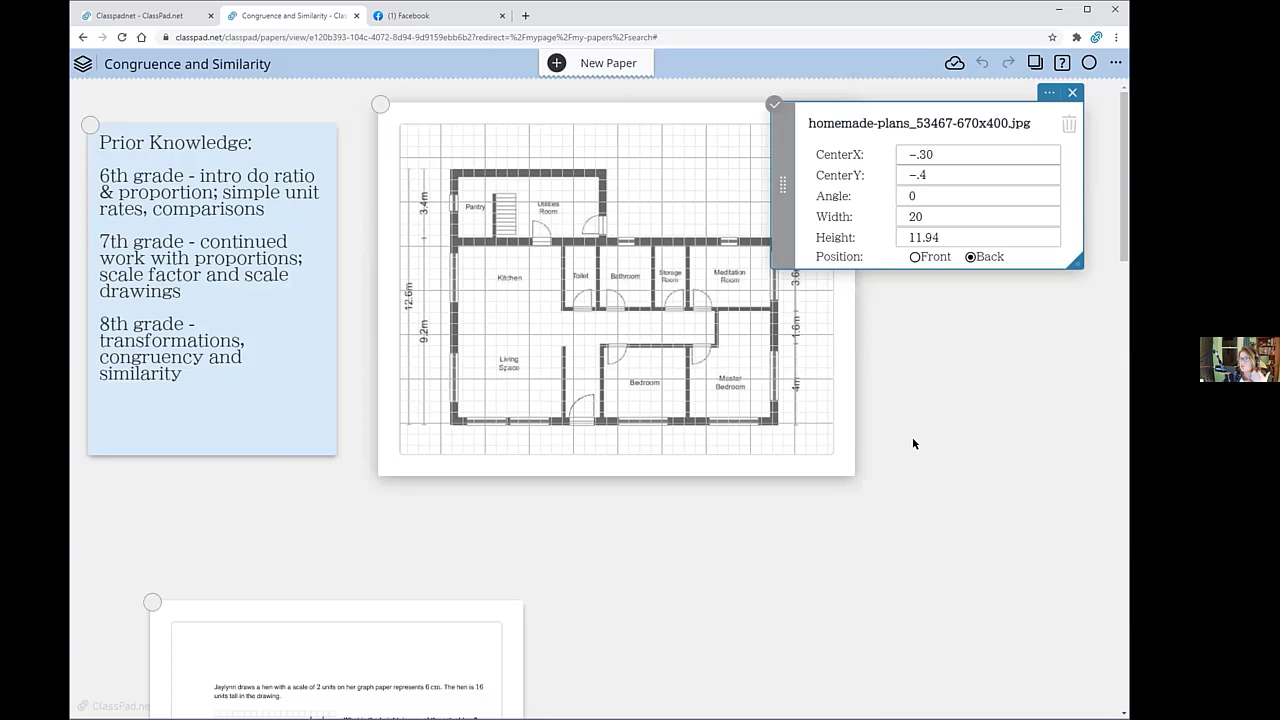 Classpadnet - ClassPad.net
Congruence and Similarity - Clas
(1) Facebook
classpad.net/classpad/papers/view/e120b393-104c-4072-8d94-9d9159ebb6b2?redirect=%2Fmypage%2Fmy-papers%2Fsearch#
Congruence and Similarity
New Paper
Prior Knowledge:
6th grade - intro do ratio
& proportion; simple unit
rates, comparisons
7th grade - continued
work with proportions;
scale factor and scale
drawings
8th grade -
transformations,
congruency and
similarity
homemade-plans_53467-670x400.jpg
CenterX: -.30
CenterY: -.4
Angle: 0
Width: 20
Height: 11.94
Position: Front Back
3.4m
Pantry
Utilities
Room
Kitchen
Toilet
Bathroom
Storage
Room
Meditation
Room
12.6m
9.2m
1.6m
Living
Space
Bedroom
Master
Bedroom
4m
Jaylynn draws a hen with a scale of 2 units on her graph paper represents 6 cm. The hen is 16
units tall in the drawing.
ClassPad.ne